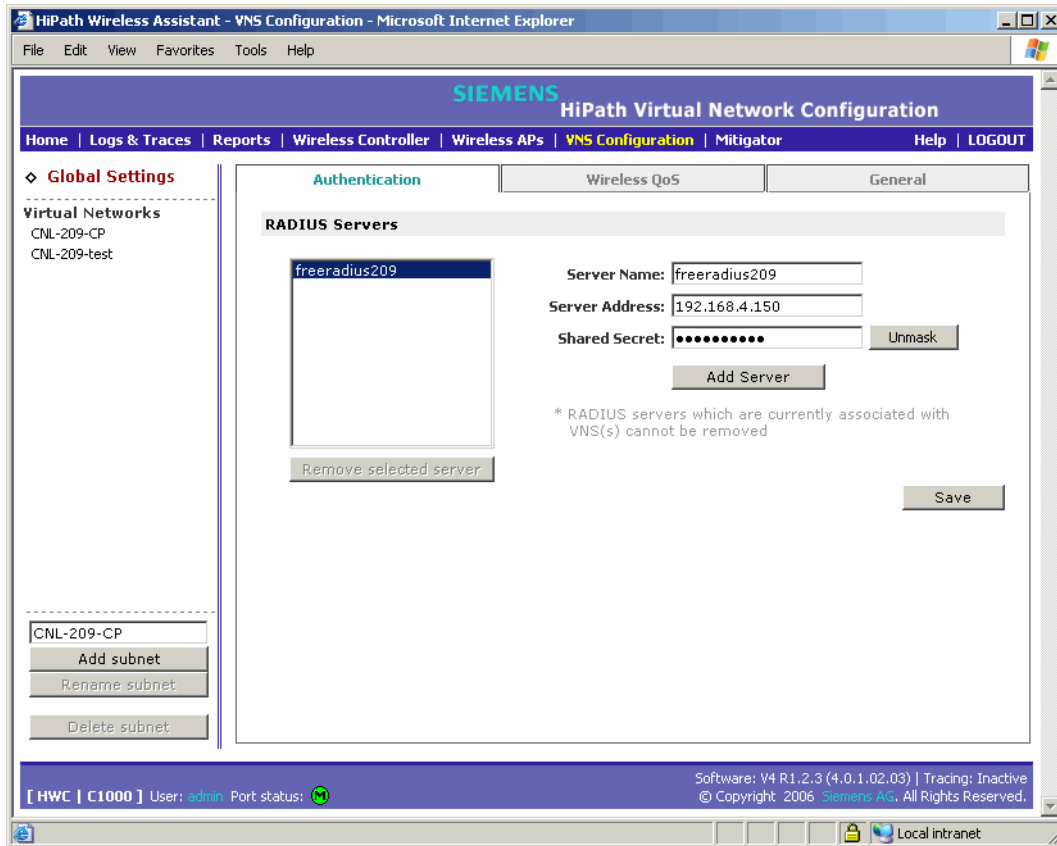 HiPath Wireless Assistant - VNS Configuration - Microsoft Internet Explorer
File Edit View Favorites Tools Help
SIEMENS
HiPath Virtual Network Configuration
Home | Logs & Traces | Reports | Wireless Controller | Wireless APs | VNS Configuration | Mitigator Help | LOGOUT
Global Settings
Virtual Networks
CNL-209-CP
CNL-209-test
Authentication Wireless QoS General
RADIUS Servers
freeradius209
Server Name: freeradius209
Server Address: 192.168.4.150
Shared Secret: •••••••••• Unmask
Add Server
* RADIUS servers which are currently associated with
VNS(s) cannot be removed
Remove selected server
Save
CNL-209-CP
Add subnet
Rename subnet
Delete subnet
[ HWC | C1000 ] User: admin Port status: M
Software: V4 R1.2.3 (4.0.1.02.03) | Tracing: Inactive
© Copyright 2006 Siemens AG. All Rights Reserved.
Local intranet